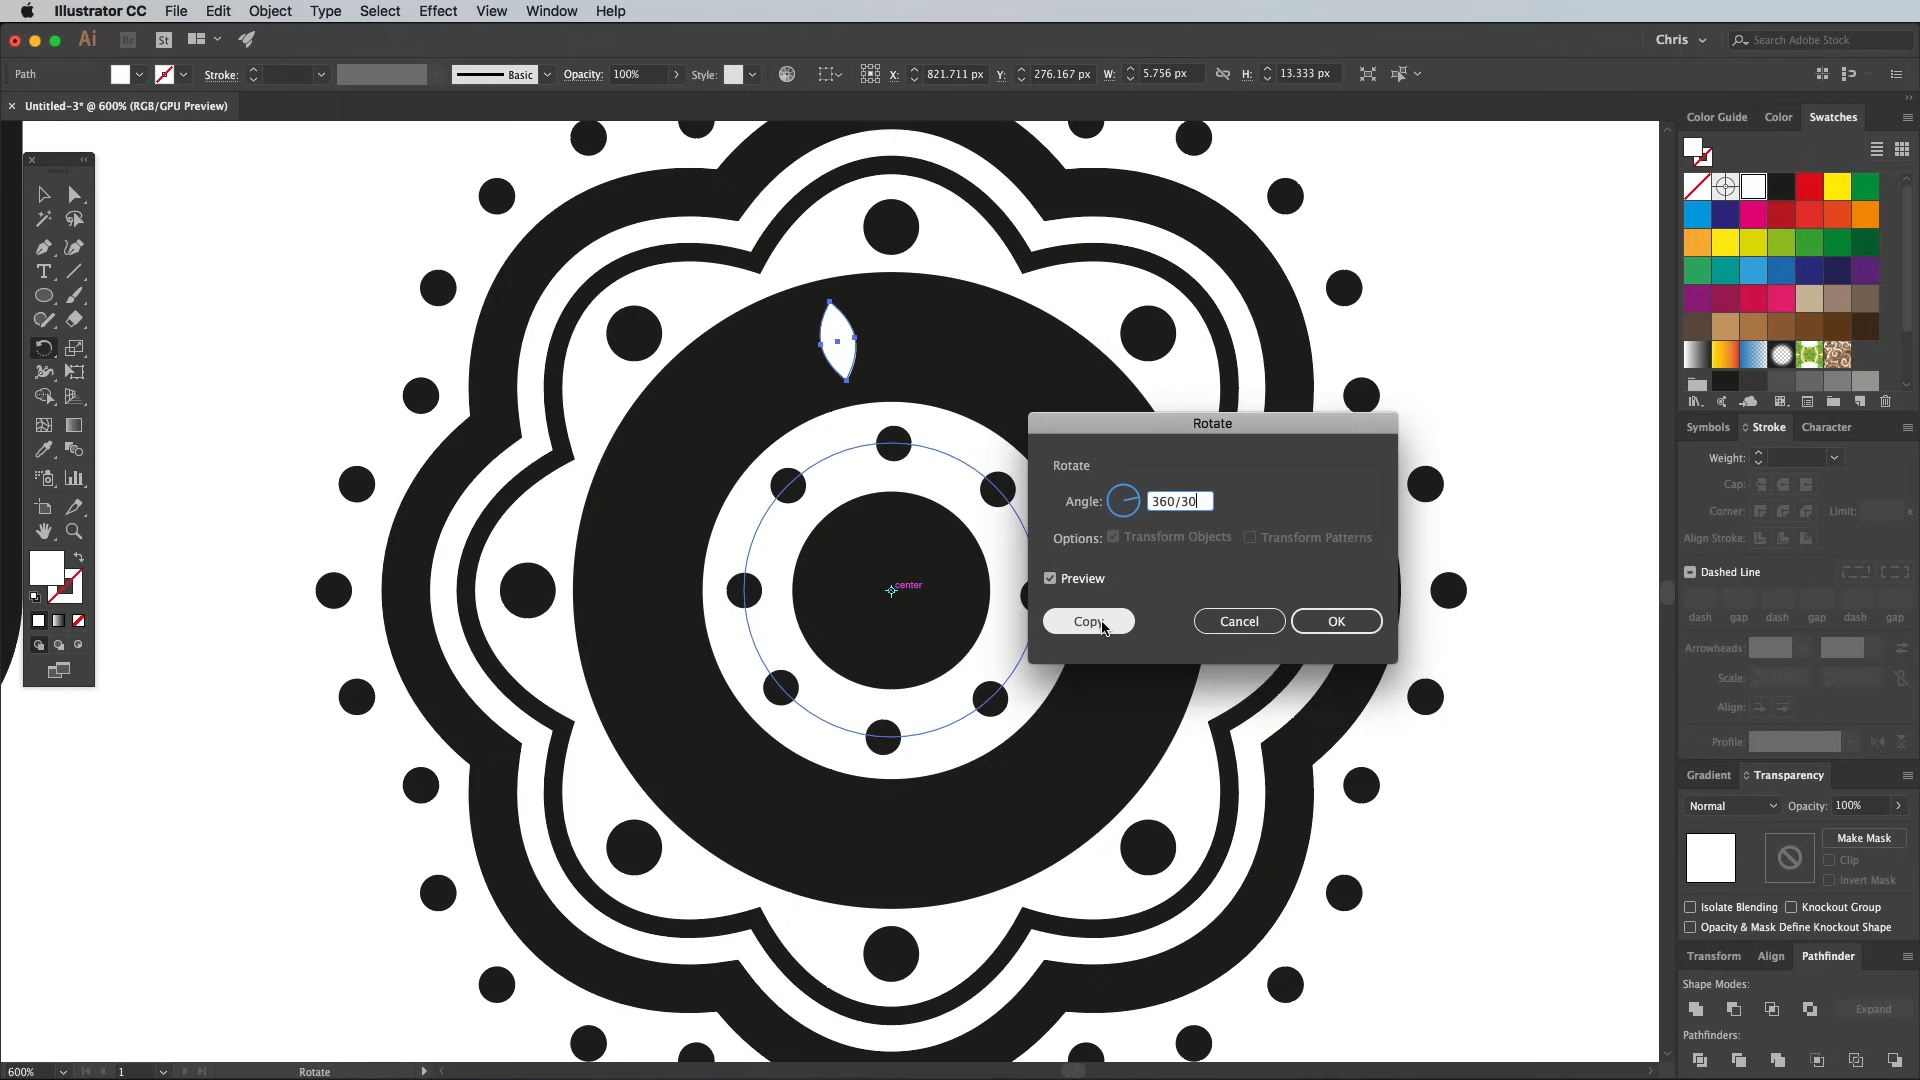 Illustrator CC File Edit Object Type Select Effect View Window Help
Ai Br St Chris Search Adobe Stock
Path Stroke: Basic Opacity: 100% Style: X: 821.711 px Y: 276.167 px W: 5.756 px H: 13.333 px
Untitled-3* @ 600% (RGB/GPU Preview)
Color Guide Color Swatches
Rotate
Rotate
Angle: 360/30
Options: Transform Objects Transform Patterns
Preview
Copy Cancel OK
center
Symbols Stroke Character
Weight:
Cap:
Corner: Limit: x
Align Stroke:
Dashed Line
dash gap dash gap dash gap
Arrowheads:
Scale:
Align:
Profile:
Gradient Transparency
Normal Opacity: 100%
Make Mask
Clip
Invert Mask
Isolate Blending Knockout Group
Opacity & Mask Define Knockout Shape
Transform Align Pathfinder
Shape Modes:
Expand
Pathfinders:
600% 1 Rotate